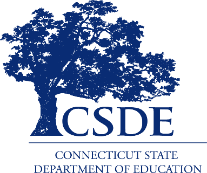 CSDE
CONNECTICUT STATE
DEPARTMENT OF EDUCATION